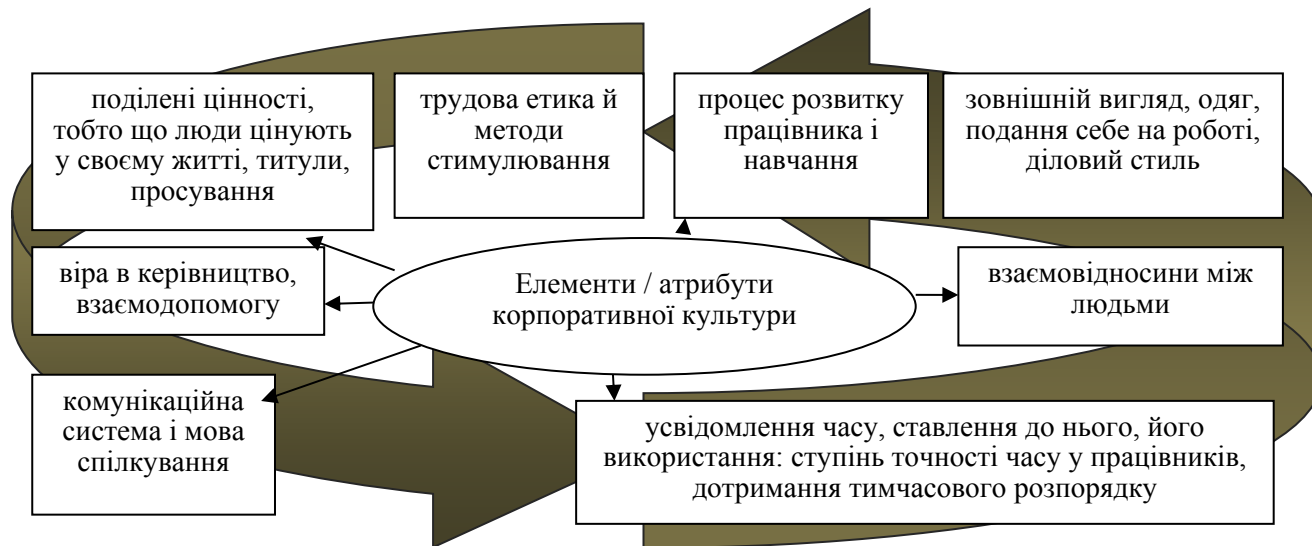 поділені цінності,
тобто що люди цінують
у своєму житті, титули,
просування
трудова етика й
методи
стимулювання
процес розвитку
працівника і
навчання
зовнішній вигляд, одяг,
подання себе на роботі,
діловий стиль
віра в керівництво,
взаємодопомогу
Елементи / атрибути
корпоративної культури
взаємовідносини між
людьми
комунікаційна
система і мова
спілкування
усвідомлення часу, ставлення до нього, його
використання: ступінь точності часу у працівників,
дотримання тимчасового розпорядку